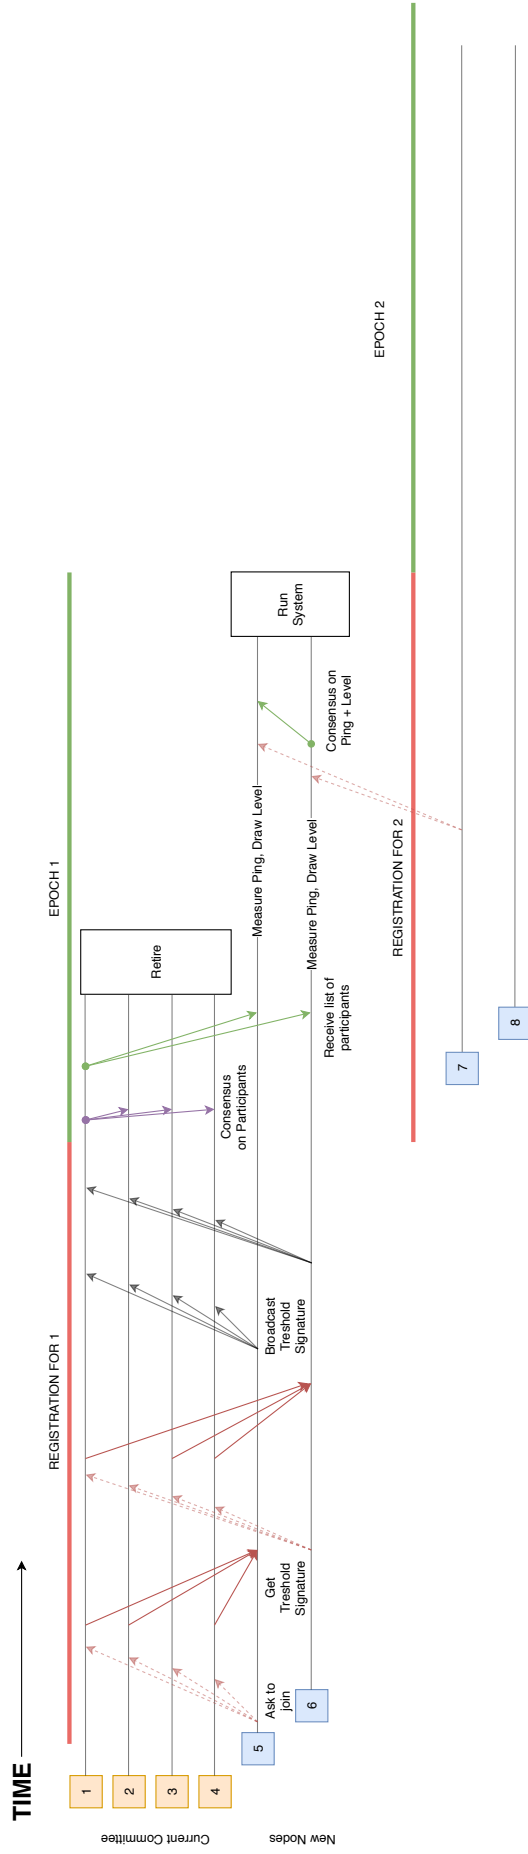 TIME
REGISTRATION FOR 1
EPOCH 1
Current Committee
1
2
3
4
New Nodes
5
6
Ask to
join
Get
Treshold
Signature
Broadcast
Treshold
Signature
Consensus
on Participants
Receive list of
participants
Retire
Measure Ping, Draw Level
Measure Ping, Draw Level
Consensus on
Ping + Level
Run
System
REGISTRATION FOR 2
EPOCH 2
7
8